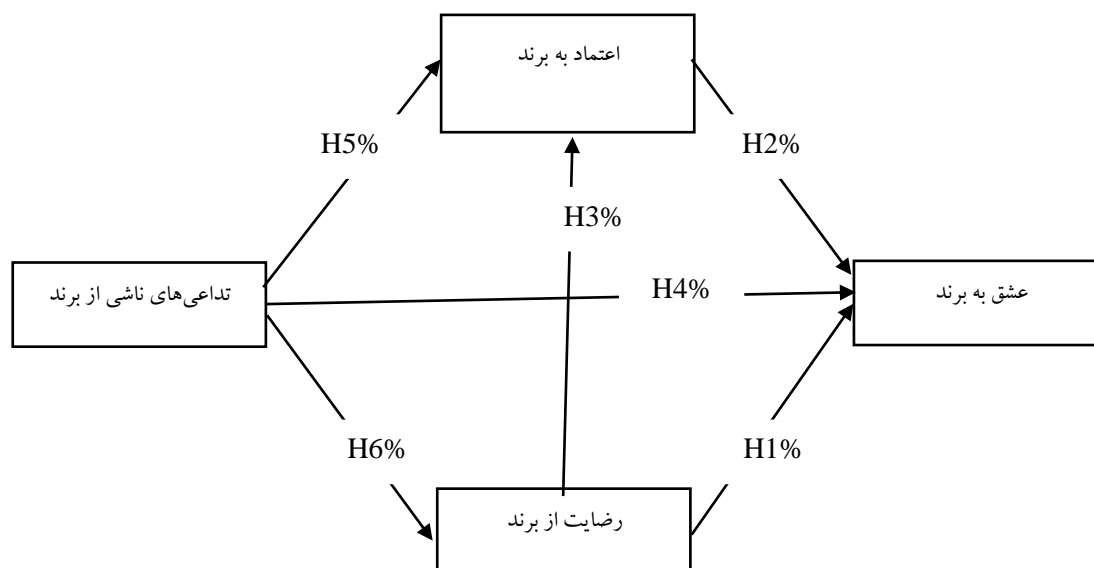 اعتماد به برند
H5%
H2%
H3%
تداعی‌های ناشی از برند
H4%
عشق به برند
H6%
H1%
رضایت از برند